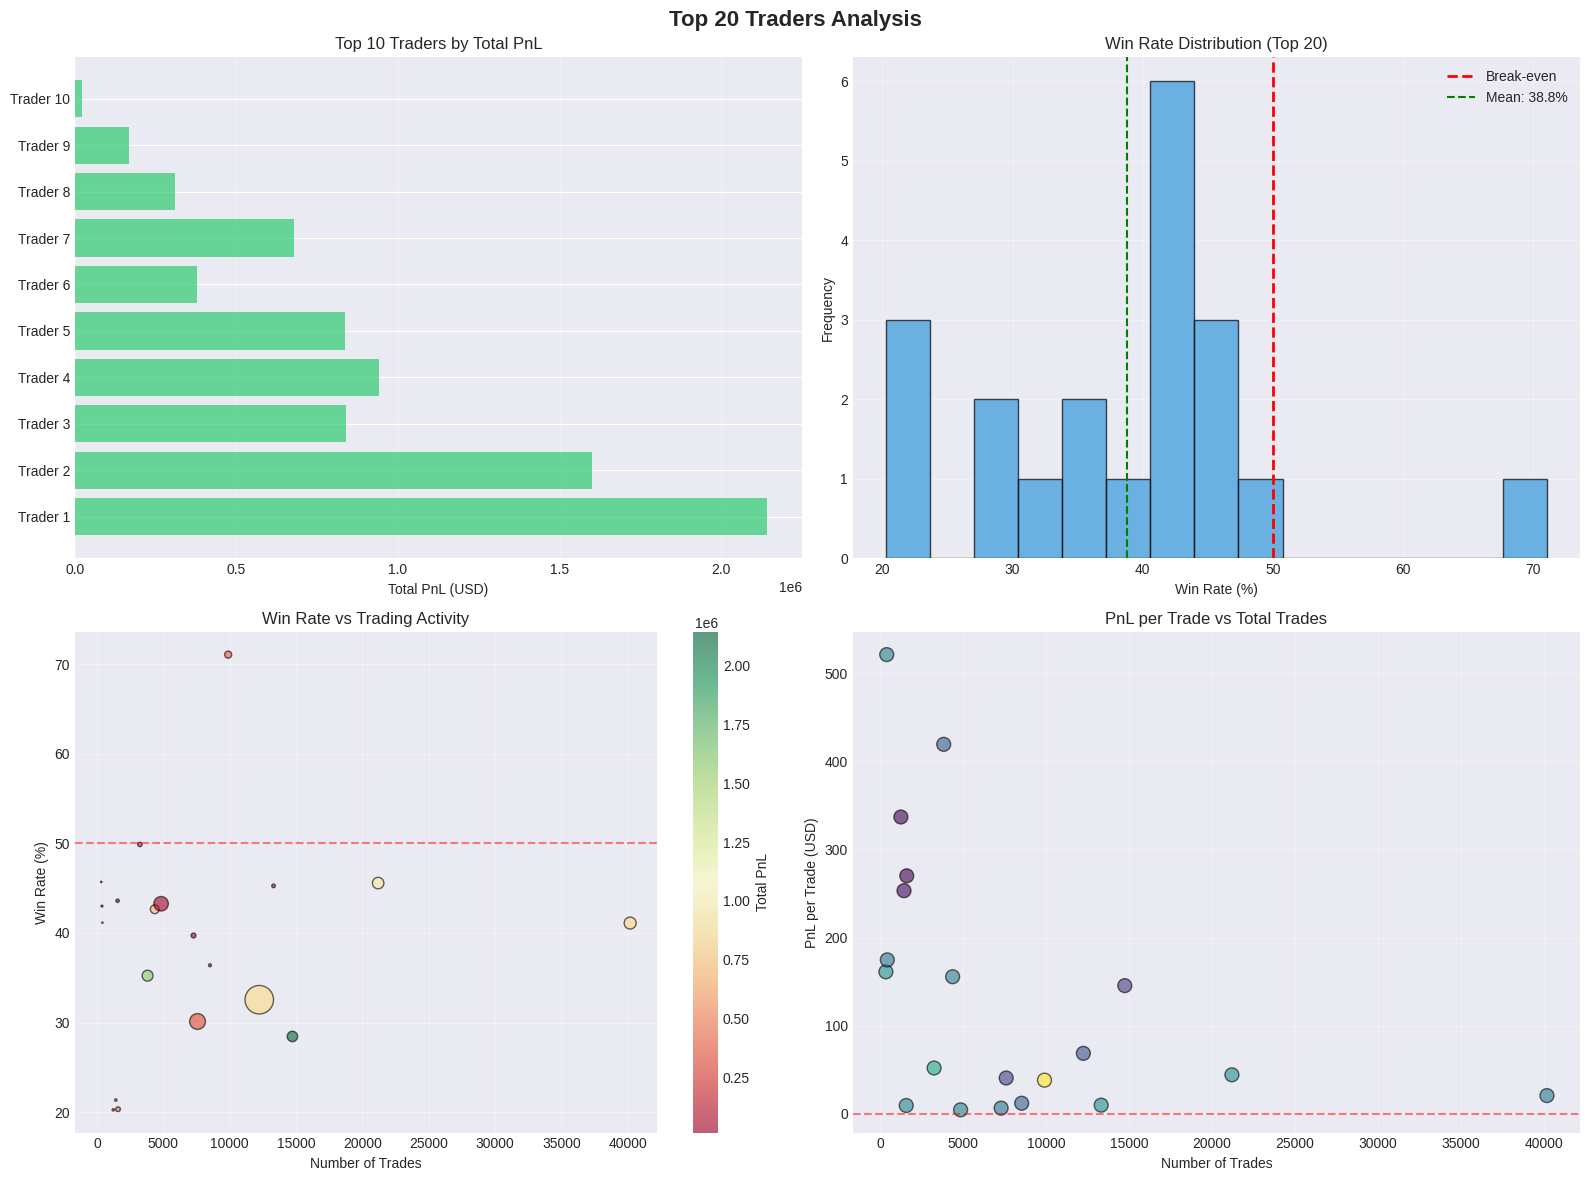 Top 20 Traders Analysis
Top 10 Traders by Total PnL
Trader 10
Trader 9
Trader 8
Trader 7
Trader 6
Trader 5
Trader 4
Trader 3
Trader 2
Trader 1
0.0 0.5 1.0 1.5 2.0
1e6
Total PnL (USD)
Win Rate Distribution (Top 20)
Break-even
Mean: 38.8%
Frequency
6
5
4
3
2
1
0
20 30 40 50 60 70
Win Rate (%)
Win Rate vs Trading Activity
Win Rate (%)
70
60
50
40
30
20
0 5000 10000 15000 20000 25000 30000 35000 40000
Number of Trades
1e6
2.00
1.75
1.50
1.25
1.00
0.75
0.50
0.25
Total PnL
PnL per Trade vs Total Trades
PnL per Trade (USD)
500
400
300
200
100
0
0 5000 10000 15000 20000 25000 30000 35000 40000
Number of Trades